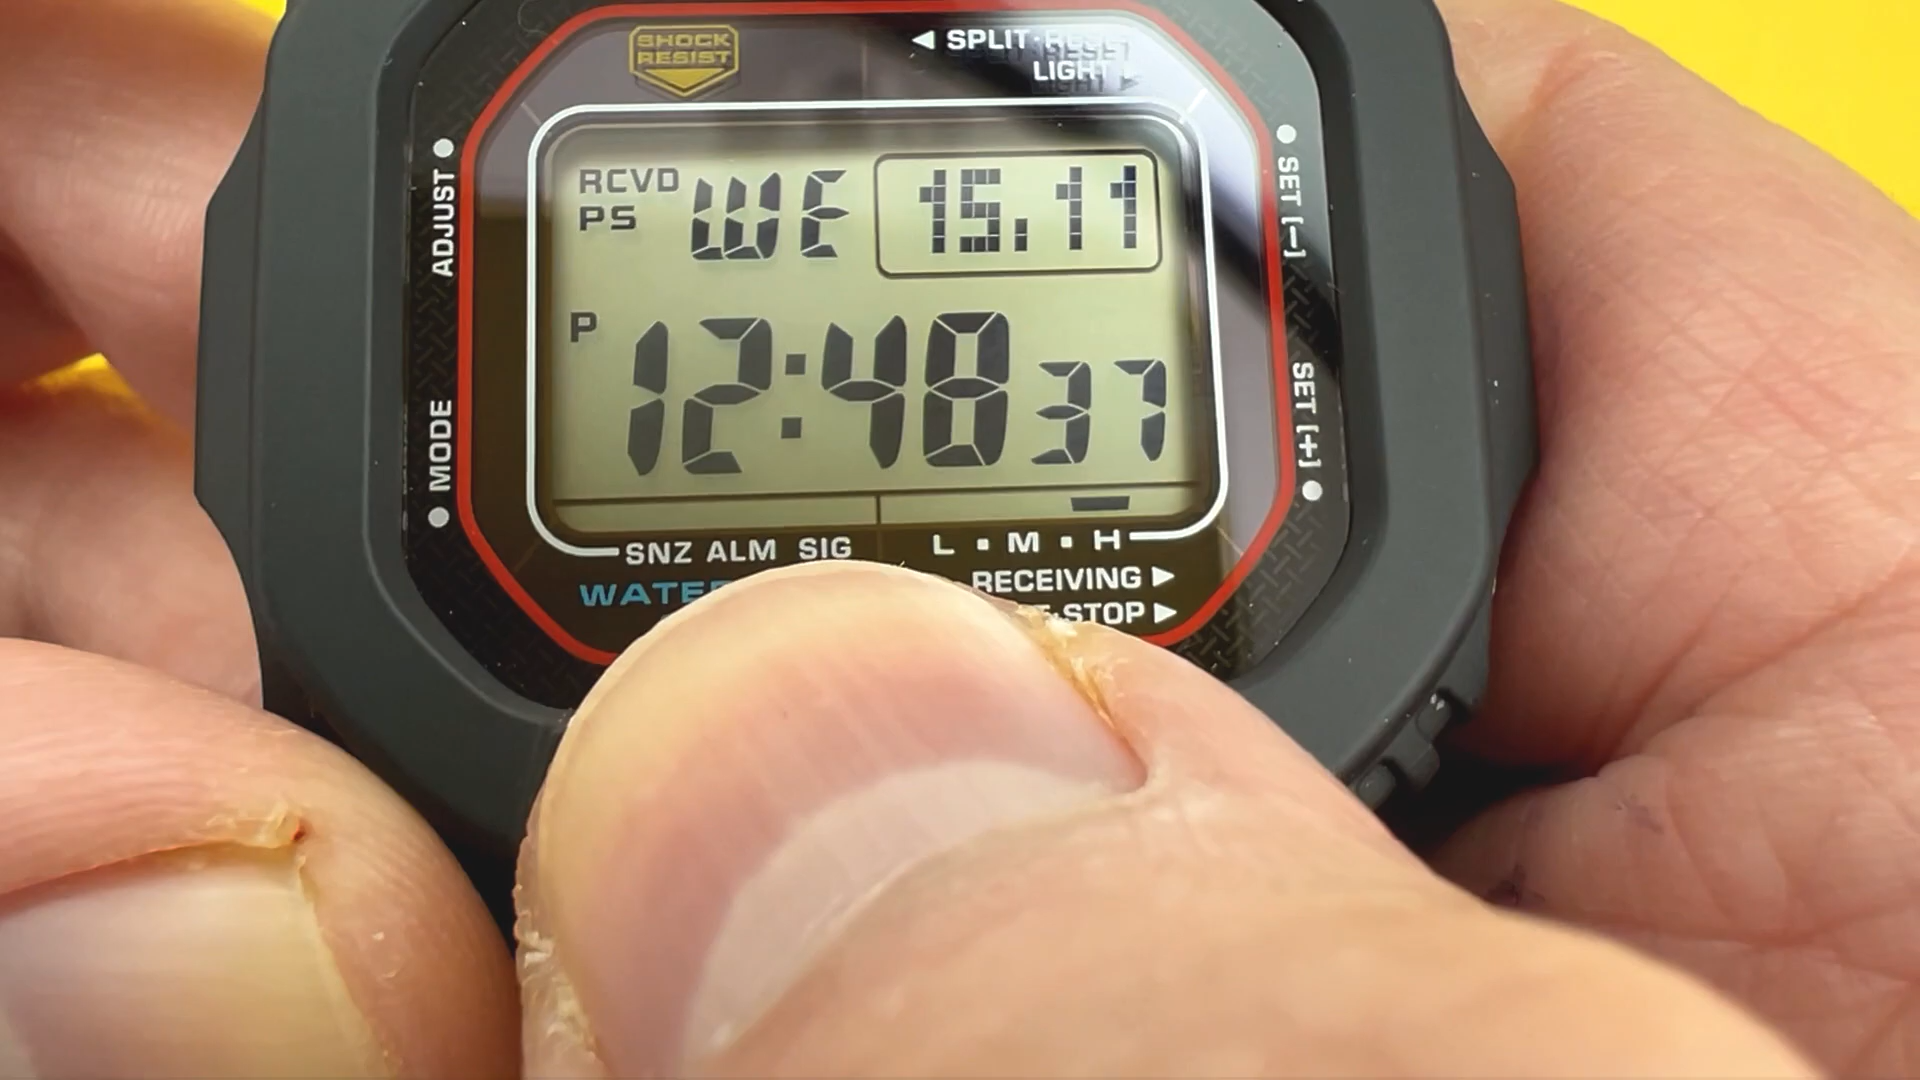 SHOCK
RESIST
◀ SPLIT·RESET
LIGHT ▶
ADJUST
SET [–]
RCVD
PS
WE 15.11
P
12:48 37
MODE
SET [+]
SNZ ALM SIG
L · M · H
RECEIVING ▶
STOP ▶